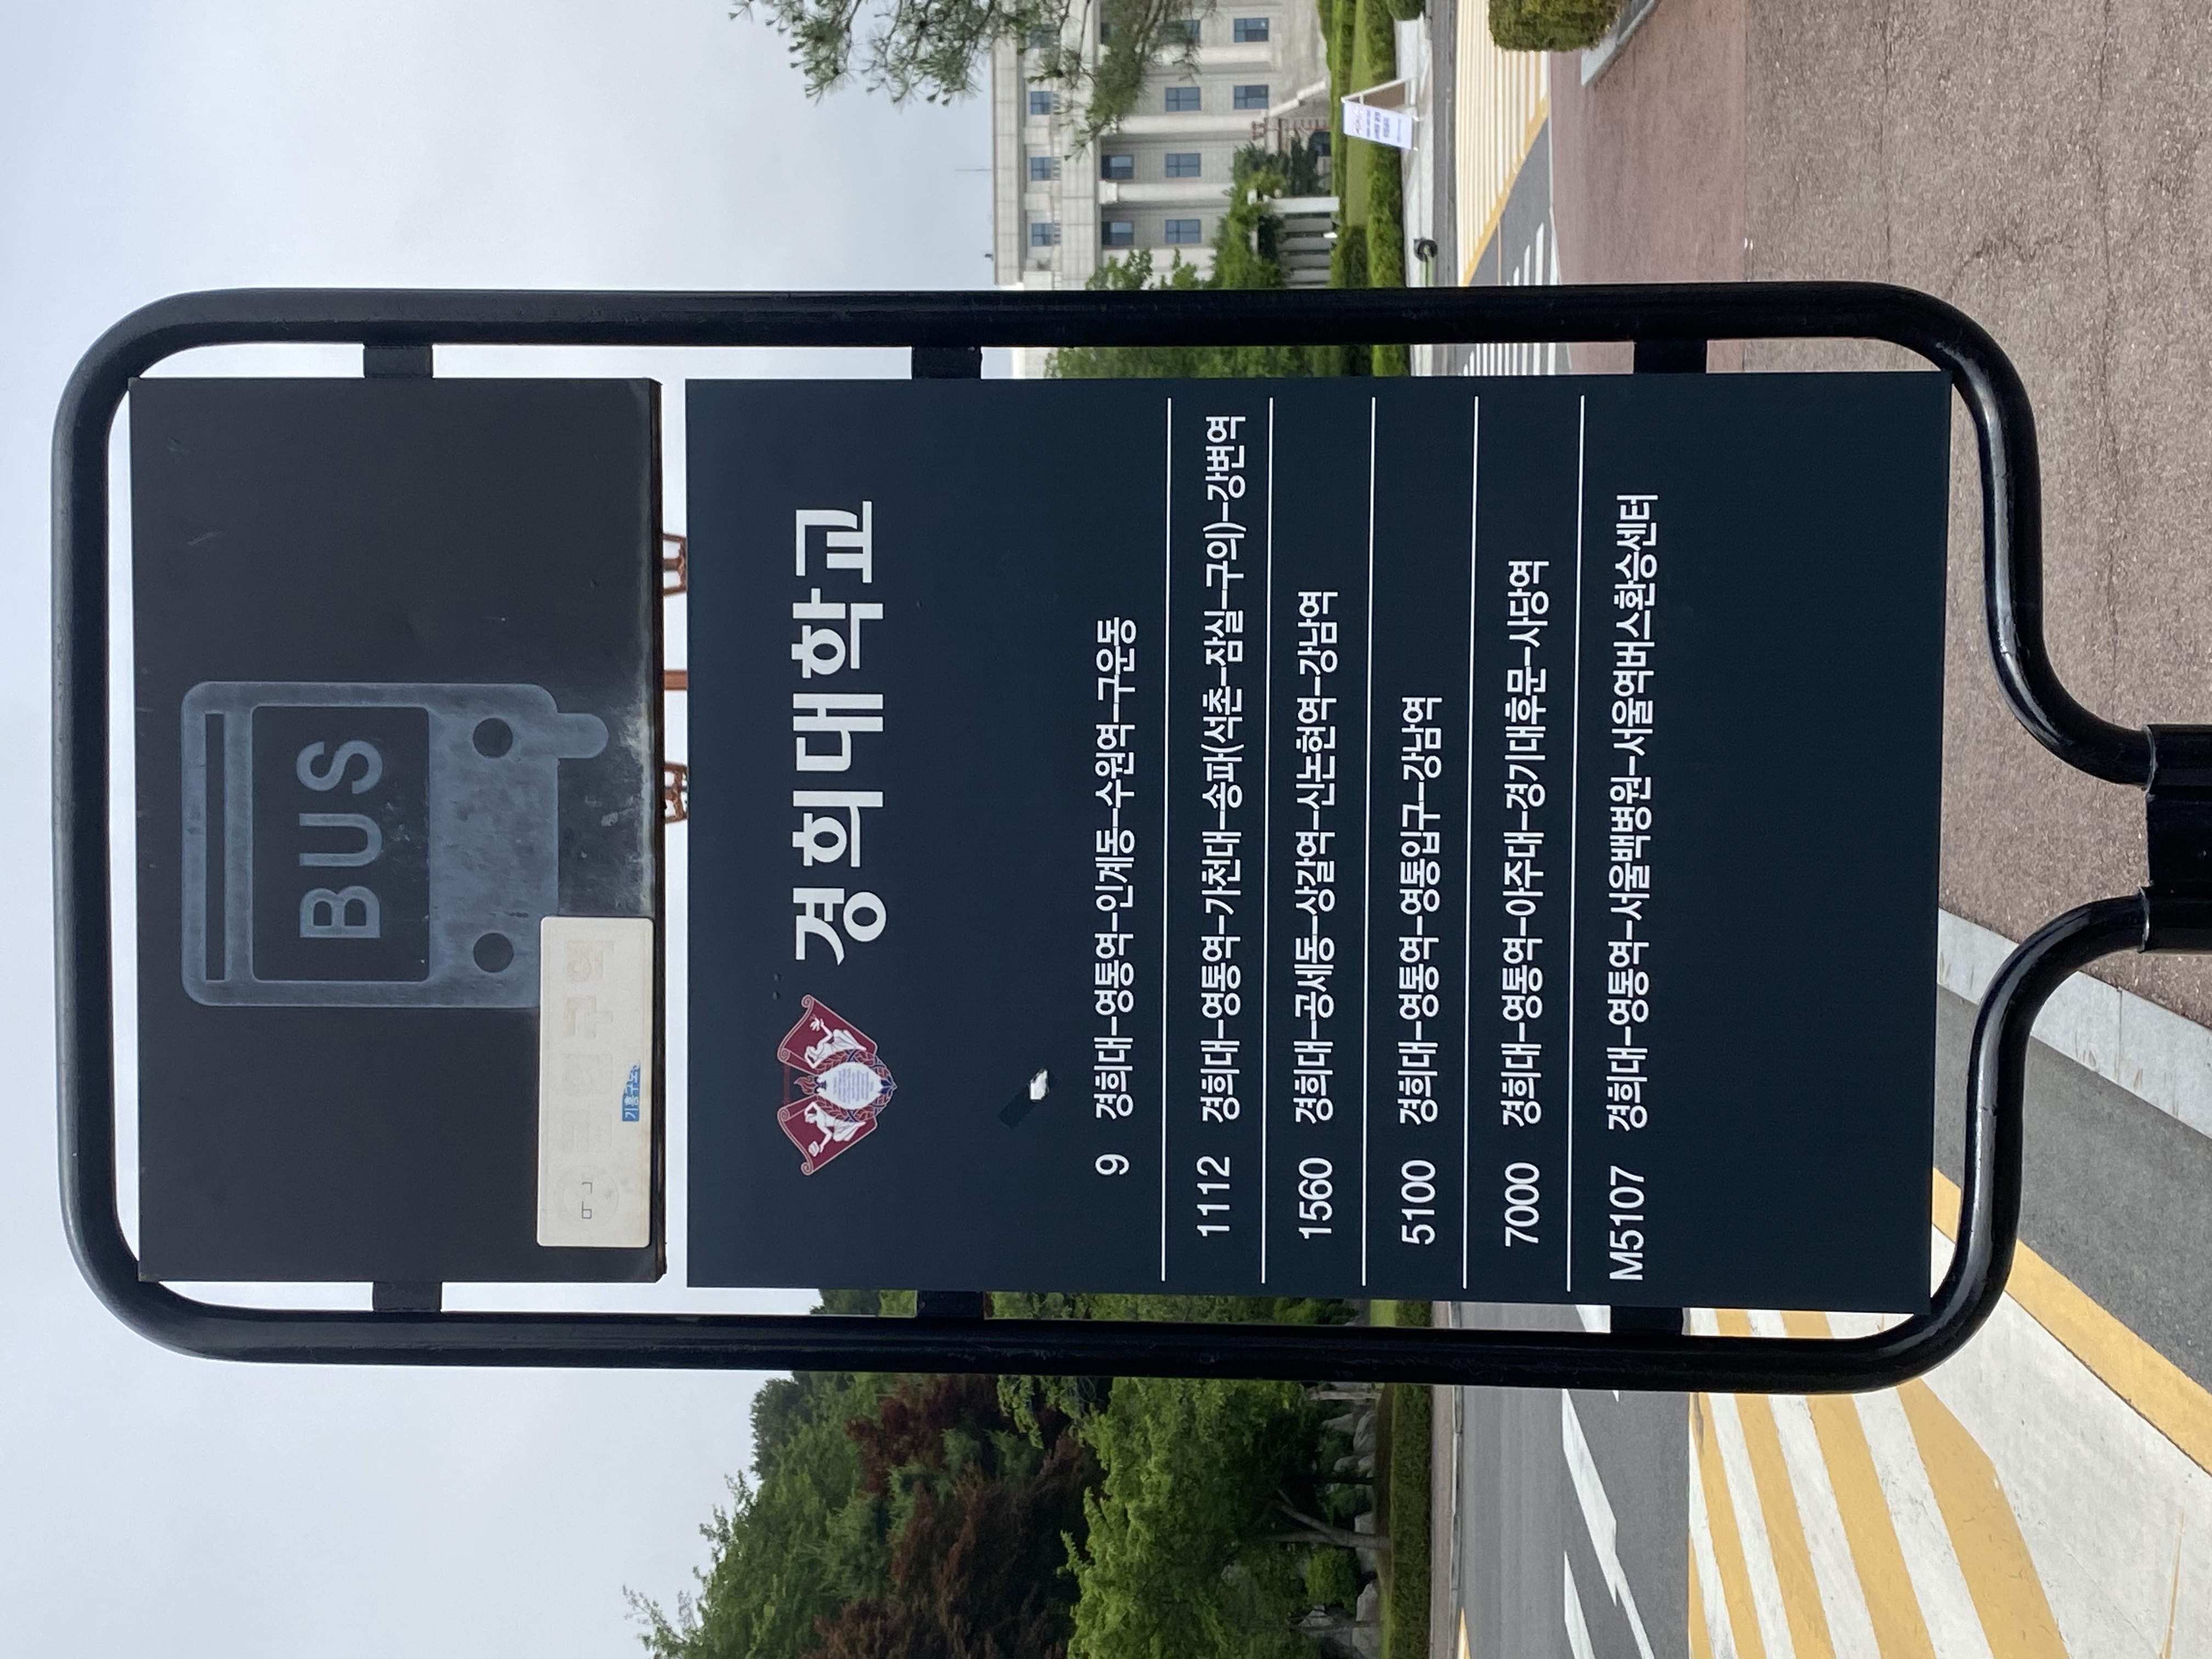 BUS
금연구역
경희대학교
9 경희대-영통역-인계동-수원역-구운동
1112 경희대-영통역-가천대-송파(석촌-잠실-구의)-강변역
1560 경희대-공세동-상갈역-신논현역-강남역
5100 경희대-영통역-영통입구-강남역
7000 경희대-영통역-아주대-경기대후문-사당역
M5107 경희대-영통역-서울백병원-서울역버스환승센터